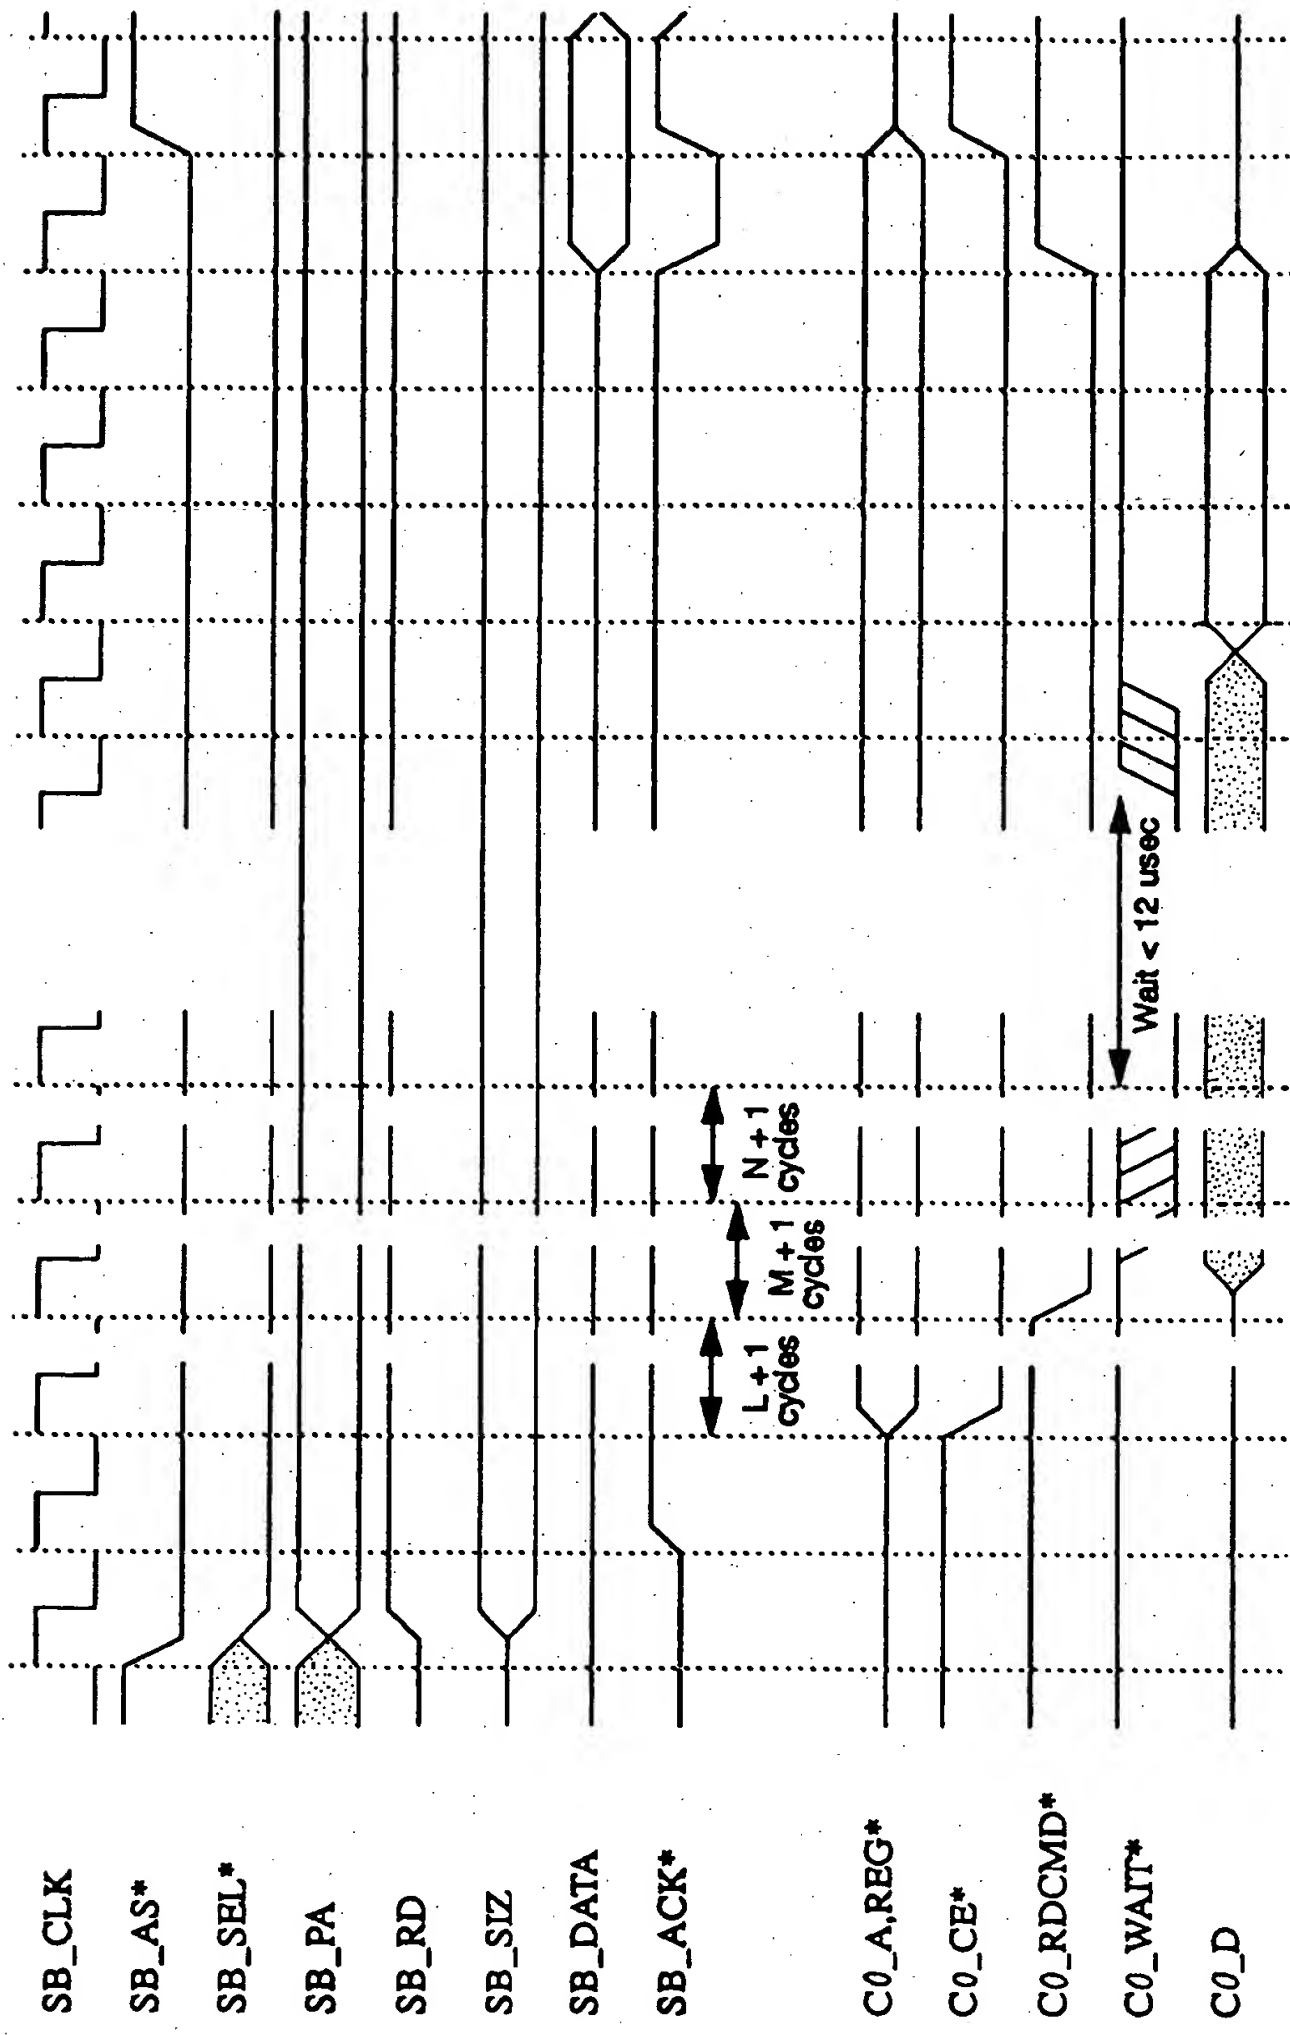 SB_CLK
SB_AS*
SB_SEL*
SB_PA
SB_RD
SB_SIZ
SB_DATA
SB_ACK*
L + 1
cycles
M + 1
cycles
N + 1
cycles
C0_A,REG*
C0_CE*
C0_RDCMD*
C0_WAIT*
Wait < 12 usec
C0_D